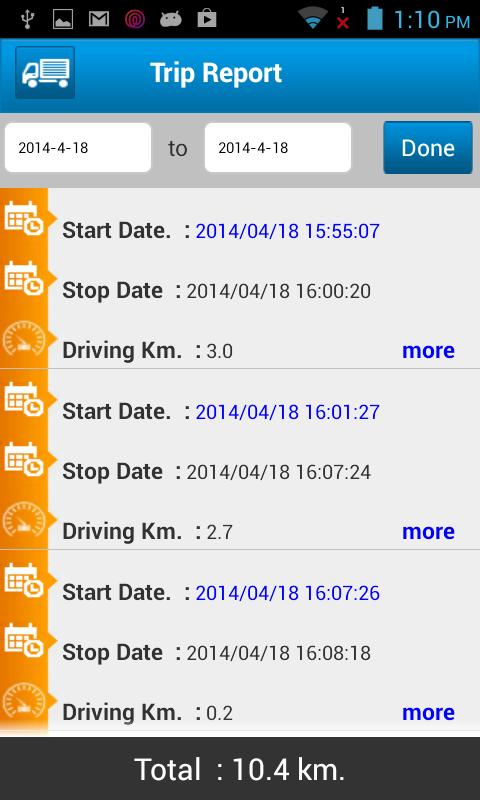 1
1:10 PM
Trip Report
2014-4-18 to 2014-4-18 Done
Start Date. : 2014/04/18 15:55:07
Stop Date : 2014/04/18 16:00:20
Driving Km. : 3.0 more
Start Date. : 2014/04/18 16:01:27
Stop Date : 2014/04/18 16:07:24
Driving Km. : 2.7 more
Start Date. : 2014/04/18 16:07:26
Stop Date : 2014/04/18 16:08:18
Driving Km. : 0.2 more
Total : 10.4 km.